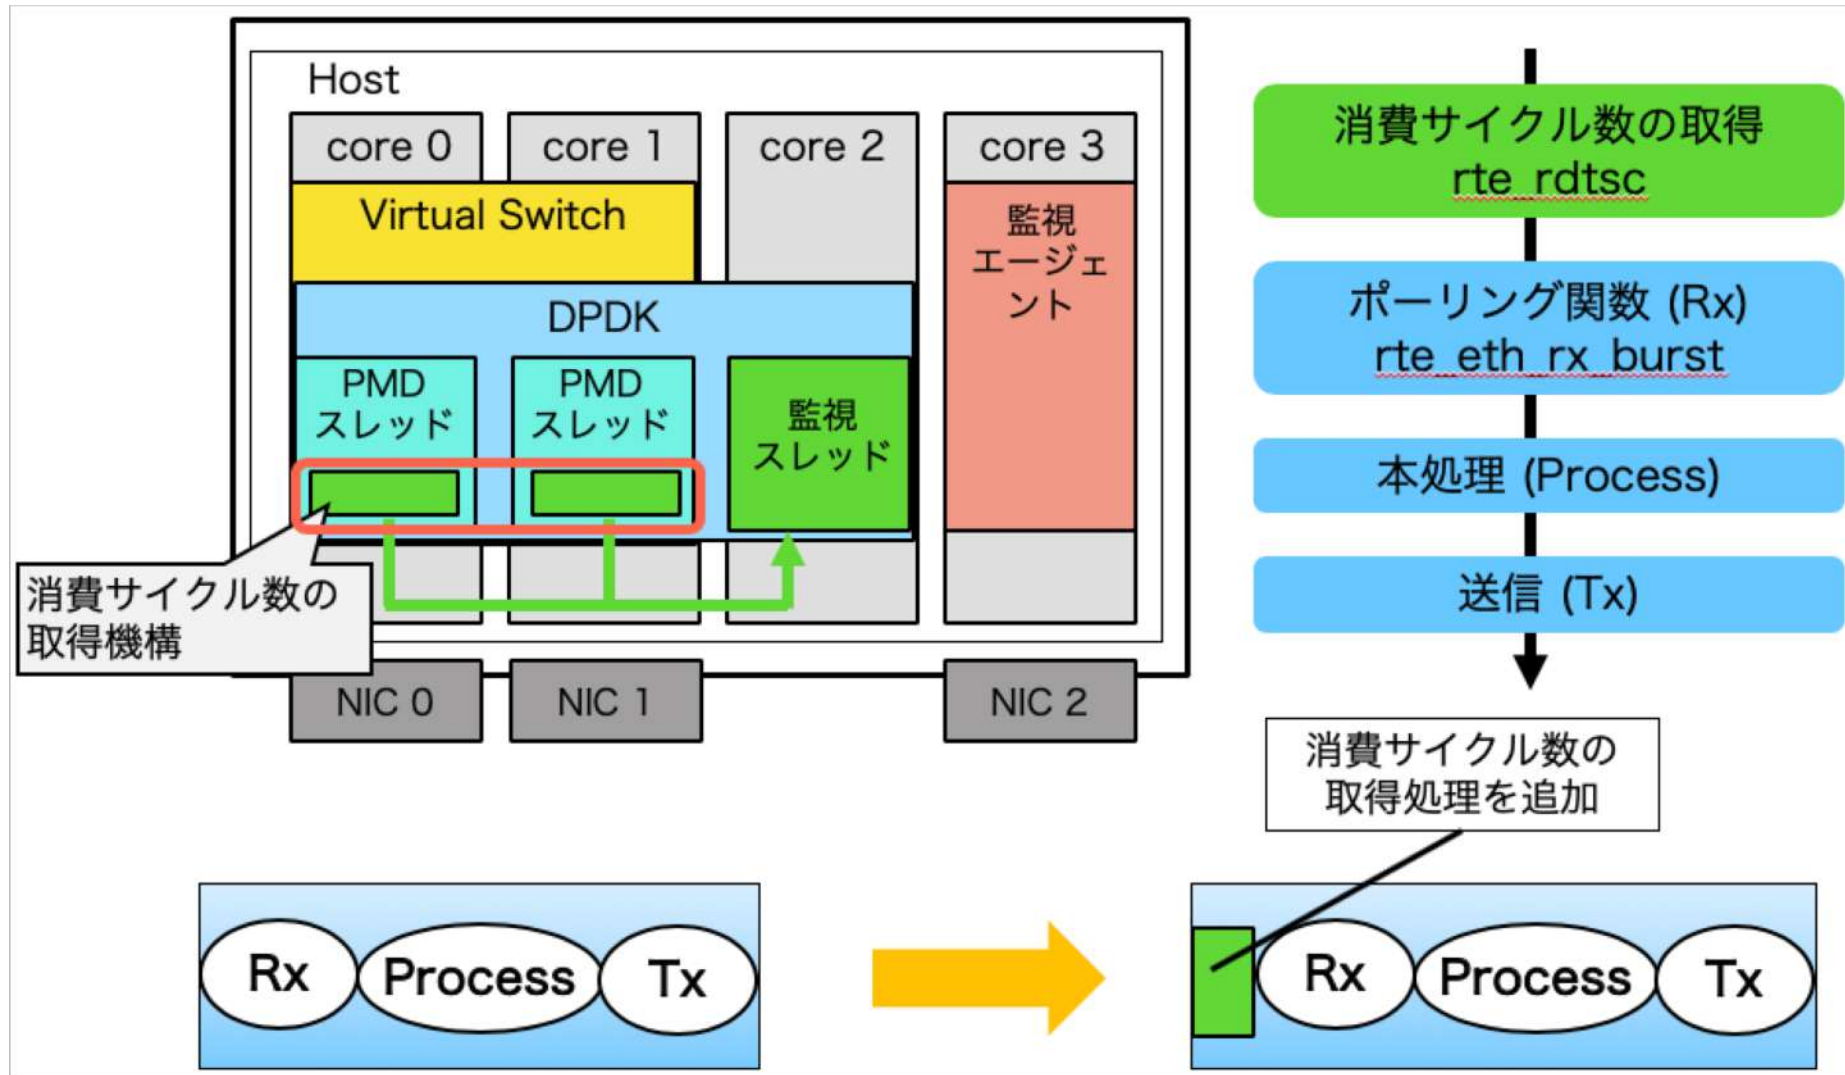 Host
core 0
core 1
core 2
core 3
Virtual Switch
監視
エージェ
ント
DPDK
PMD
スレッド
PMD
スレッド
監視
スレッド
消費サイクル数の
取得機構
NIC 0
NIC 1
NIC 2
消費サイクル数の取得
rte_rdtsc
ポーリング関数 (Rx)
rte_eth_rx_burst
本処理 (Process)
送信 (Tx)
消費サイクル数の
取得処理を追加
Rx
Process
Tx
Rx
Process
Tx